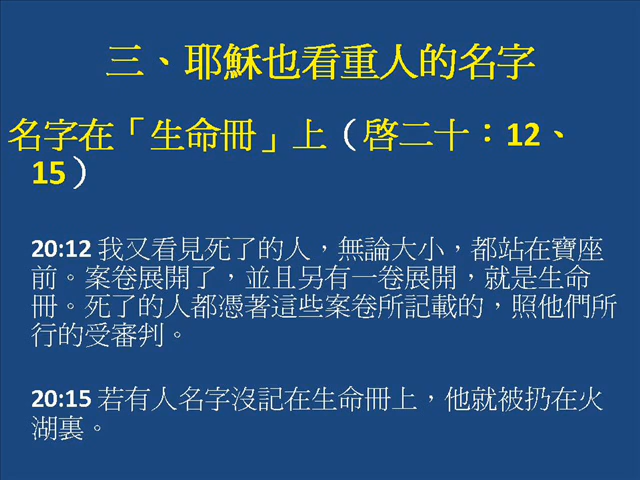 三、耶穌也看重人的名字
名字在「生命冊」上（啓二十：12、
15）
20:12 我又看見死了的人，無論大小，都站在寶座
前。案卷展開了，並且另有一卷展開，就是生命
冊。死了的人都憑著這些案卷所記載的，照他們所
行的受審判。
20:15 若有人名字沒記在生命冊上，他就被扔在火
湖裏。